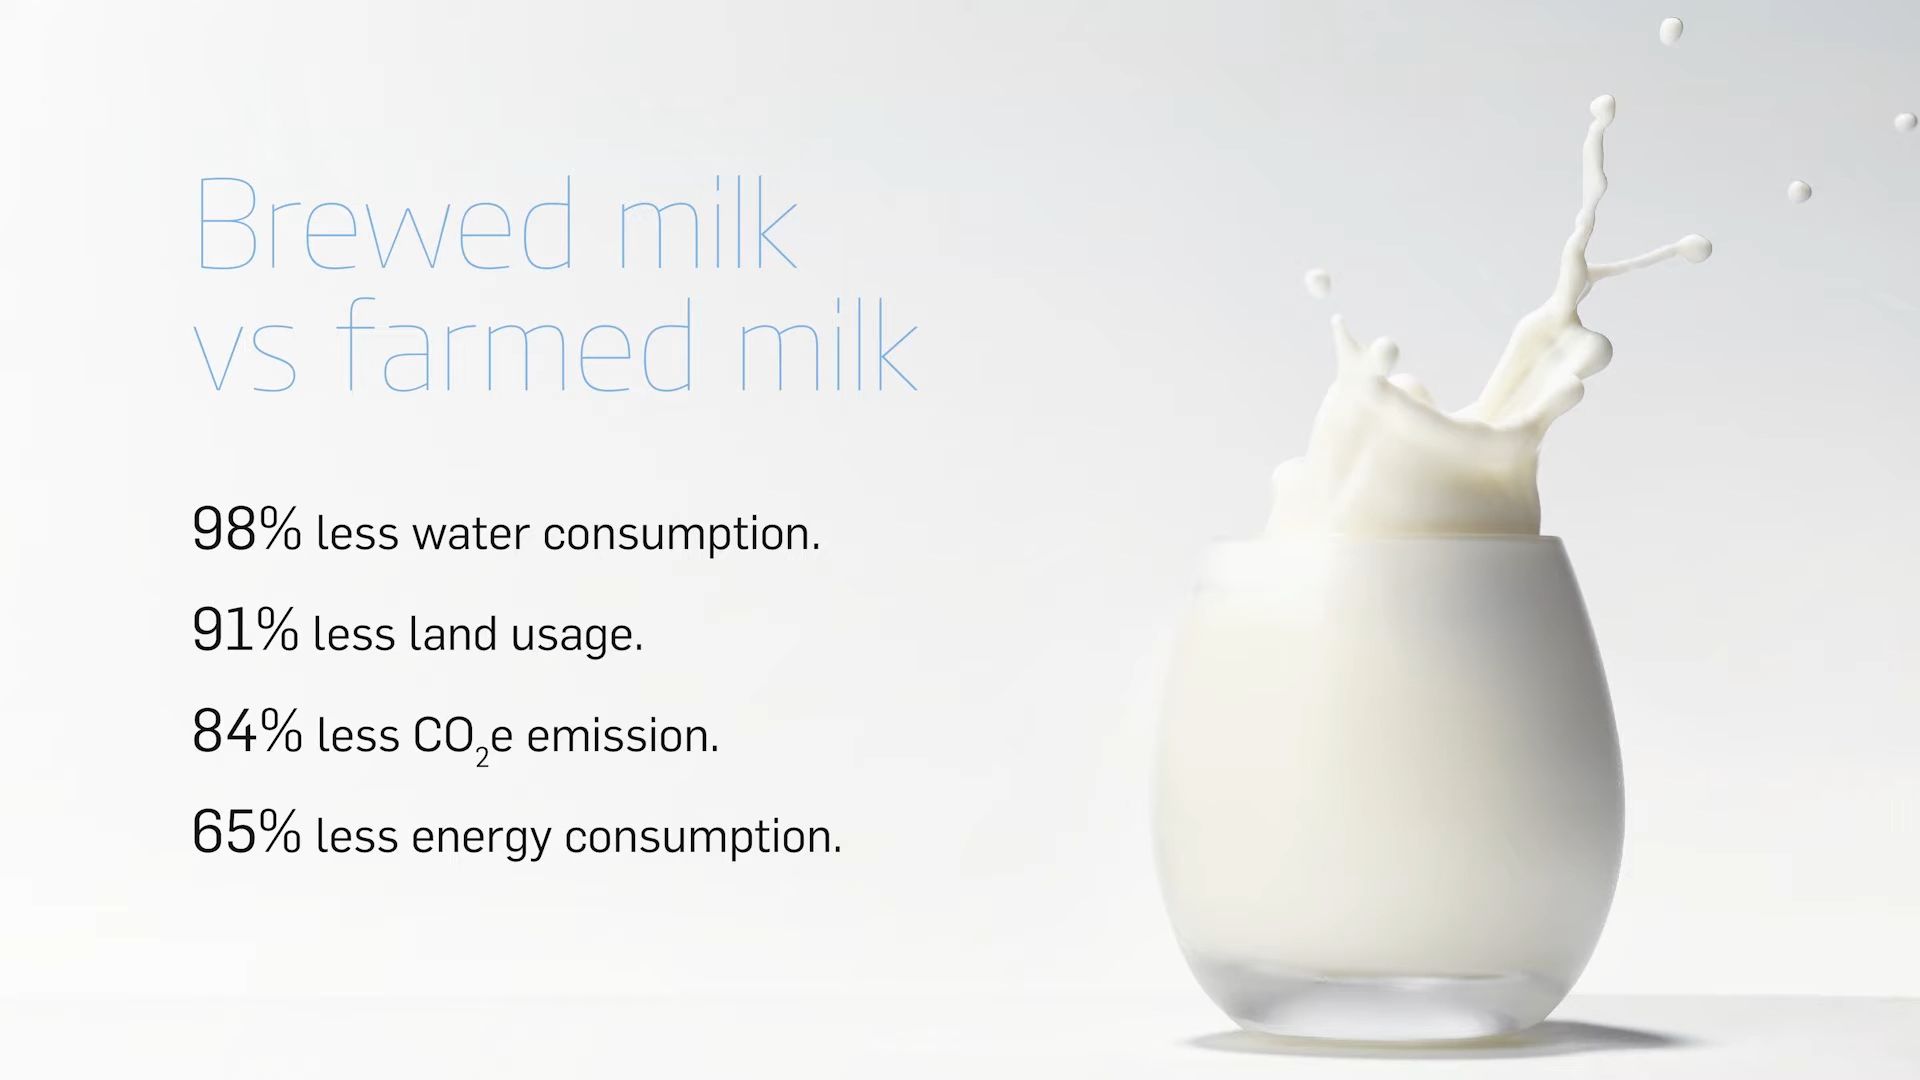 Brewed milk
vs farmed milk
98% less water consumption.
91% less land usage.
84% less CO₂e emission.
65% less energy consumption.